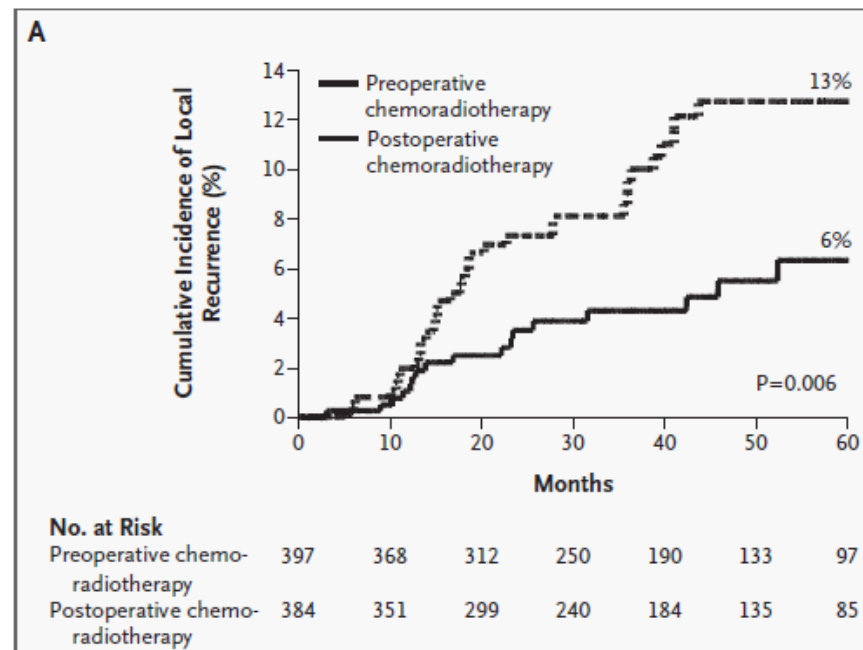 A
14
12
10
8
6
4
2
0
Cumulative Incidence of Local
Recurrence (%)
Preoperative
chemoradiotherapy
Postoperative
chemoradiotherapy
13%
6%
P=0.006
0 10 20 30 40 50 60
Months
No. at Risk
Preoperative chemo- 397 368 312 250 190 133 97
radiotherapy
Postoperative chemo- 384 351 299 240 184 135 85
radiotherapy